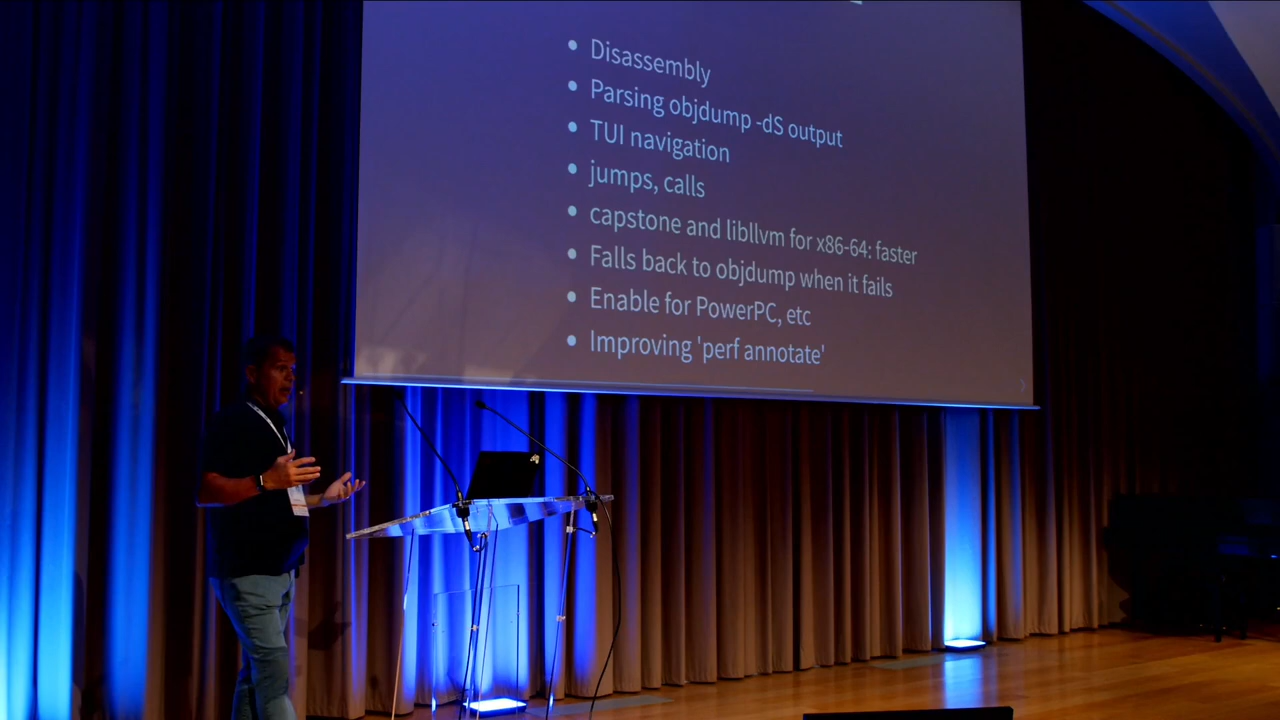 Disassembly
Parsing objdump -dS output
TUI navigation
jumps, calls
capstone and libllvm for x86-64: faster
Falls back to objdump when it fails
Enable for PowerPC, etc
Improving 'perf annotate'